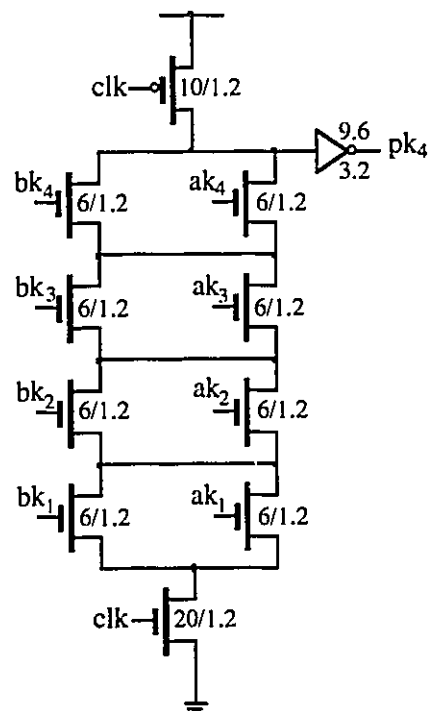 clk 10/1.2
9.6
pk₄
3.2
bk₄ ak₄
6/1.2 6/1.2
bk₃ ak₃
6/1.2 6/1.2
bk₂ ak₂
6/1.2 6/1.2
bk₁ ak₁
6/1.2 6/1.2
clk 20/1.2